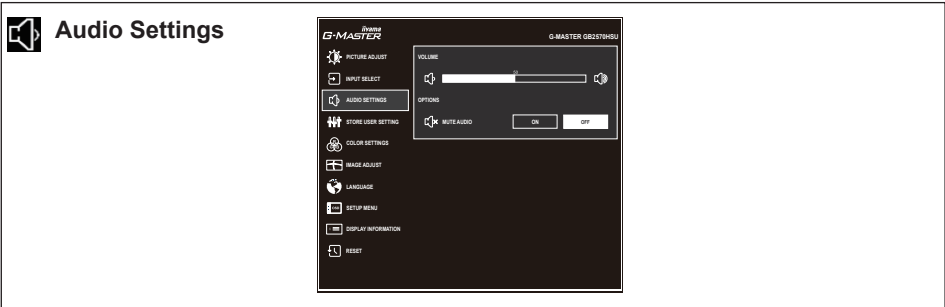 Audio Settings
iiyama
G-MASTER
G-MASTER GB2570HSU
PICTURE ADJUST
VOLUME
INPUT SELECT
AUDIO SETTINGS
OPTIONS
STORE USER SETTING
MUTE AUDIO
ON
OFF
COLOR SETTINGS
IMAGE ADJUST
LANGUAGE
SETUP MENU
DISPLAY INFORMATION
RESET